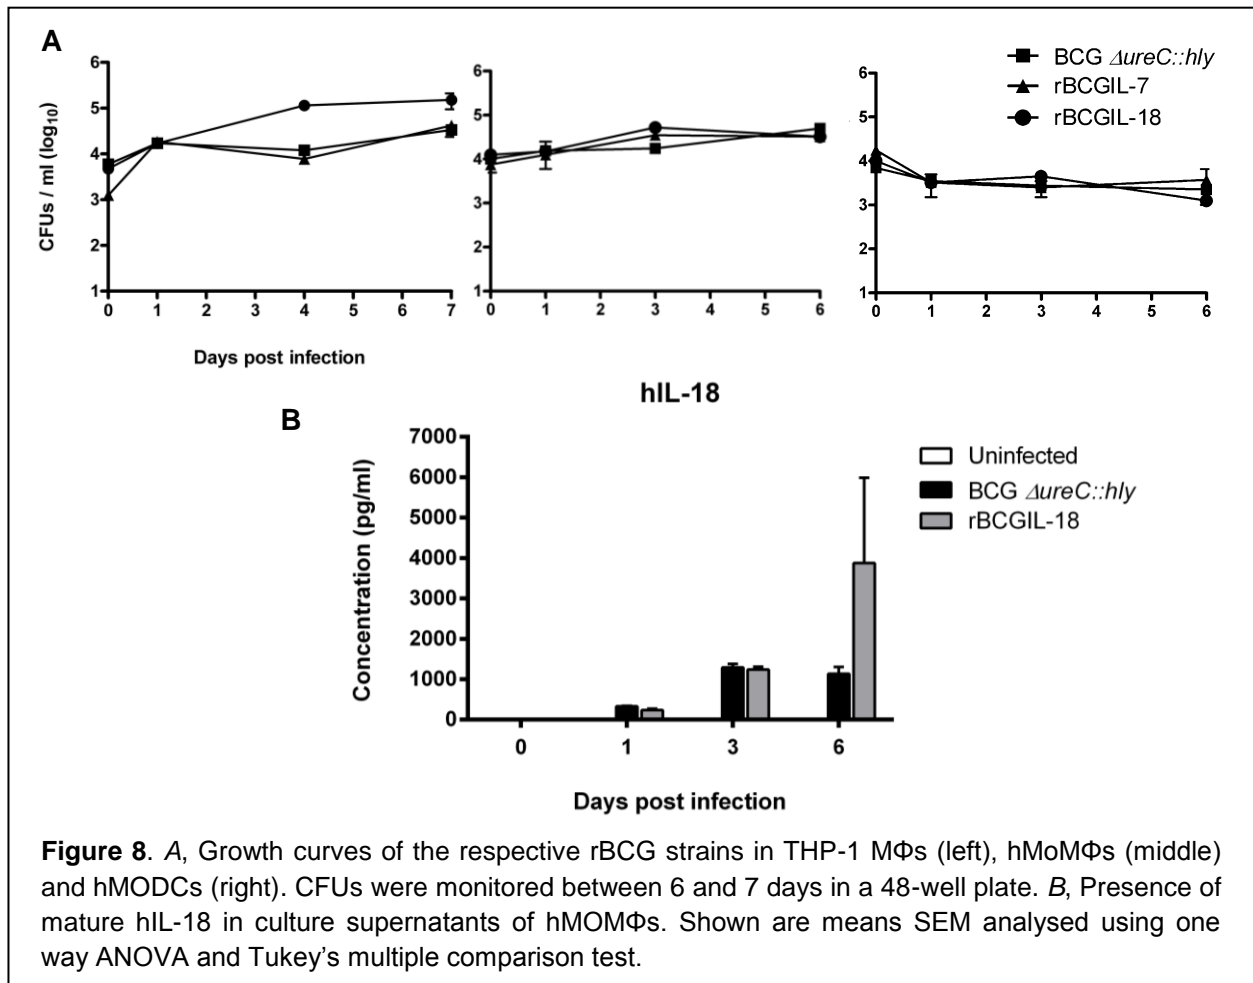 A
BCG ΔureC::hly
rBCGIL-7
rBCGIL-18
CFUs / ml (log10)
6
5
4
3
2
1
0 1 2 3 4 5 6 7
6
5
4
3
2
1
0 1 2 3 4 5 6
6
5
4
3
2
1
0 1 2 3 4 5 6
Days post infection
hIL-18
B
Concentration (pg/ml)
7000
6000
5000
4000
3000
2000
1000
0
0 1 3 6
Uninfected
BCG ΔureC::hly
rBCGIL-18
Days post infection
Figure 8. A, Growth curves of the respective rBCG strains in THP-1 MΦs (left), hMoMΦs (middle)
and hMODCs (right). CFUs were monitored between 6 and 7 days in a 48-well plate. B, Presence of
mature hIL-18 in culture supernatants of hMOMΦs. Shown are means SEM analysed using one
way ANOVA and Tukey’s multiple comparison test.